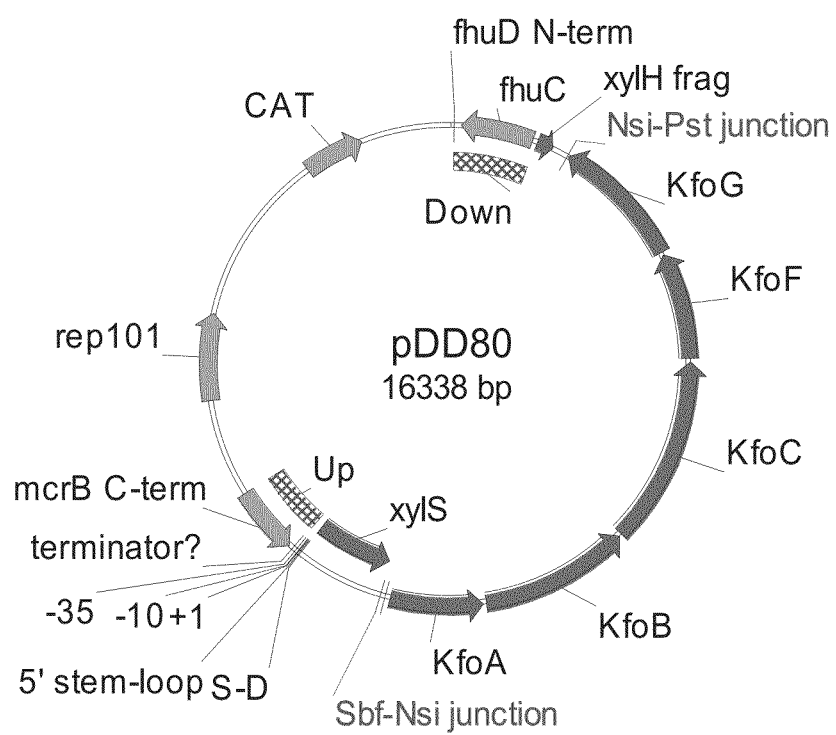 fhuD N-term
fhuC
xylH frag
CAT
Nsi-Pst junction
KfoG
Down
KfoF
rep101
pDD80
16338 bp
KfoC
Up
mcrB C-term
xylS
terminator?
-35
-10
+1
KfoB
KfoA
5' stem-loop
S-D
Sbf-Nsi junction